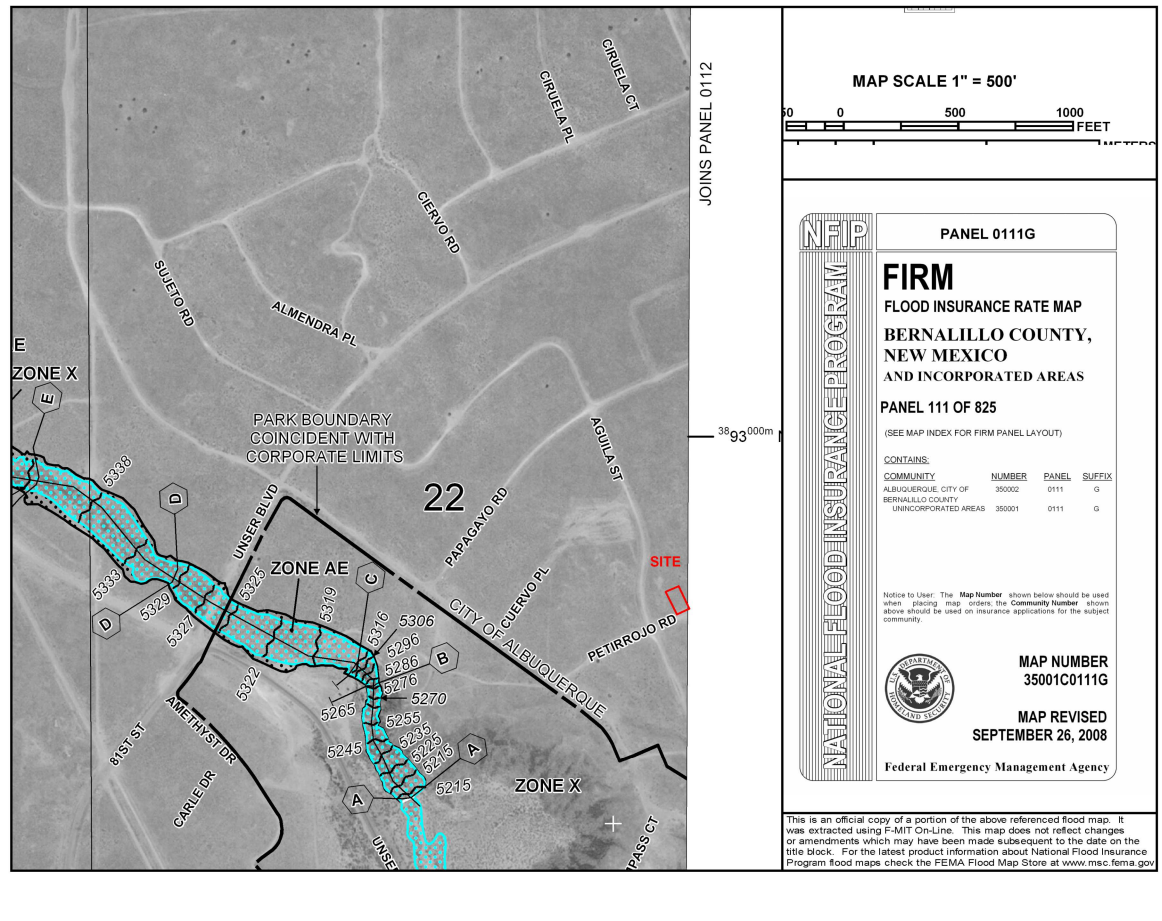 CIRUELA CT
CIRUELA PL
CIERVO RD
SUJETO RD
ALMENDRA PL
E
ZONE X
E
5338
PARK BOUNDARY
COINCIDENT WITH
CORPORATE LIMITS
D
UNSER BLVD
22
AGUILA ST
PAPAGAYO RD
SITE
5333
5329
D
5327
5325
ZONE AE
5319
C
5316
5306
5296
5286
B
5276
5270
5265
5255
5245
5235
5225
5215
A
5215
A
5322
CUERVO PL
CITY OF ALBUQUERQUE
PETIRROJO RD
AMETHYST DR
81ST ST
CARLE DR
ZONE X
UNSE
PASS CT
JOINS PANEL 0112
3893000m N
MAP SCALE 1" = 500'
0 500 1000
FEET
METERS
NFIP
NATIONAL FLOOD INSURANCE PROGRAM
PANEL 0111G
FIRM
FLOOD INSURANCE RATE MAP
BERNALILLO COUNTY,
NEW MEXICO
AND INCORPORATED AREAS
PANEL 111 OF 825
(SEE MAP INDEX FOR FIRM PANEL LAYOUT)
CONTAINS:
COMMUNITY NUMBER PANEL SUFFIX
ALBUQUERQUE, CITY OF 350002 0111 G
BERNALILLO COUNTY
UNINCORPORATED AREAS 350001 0111 G
Notice to User: The Map Number shown below should be used
when placing map orders; the Community Number shown
above should be used on insurance applications for the subject
community.
U.S. DEPARTMENT OF
HOMELAND SECURITY
MAP NUMBER
35001C0111G
MAP REVISED
SEPTEMBER 26, 2008
Federal Emergency Management Agency
This is an official copy of a portion of the above referenced flood map. It
was extracted using F-MIT On-Line. This map does not reflect changes
or amendments which may have been made subsequent to the date on the
title block. For the latest product information about National Flood Insurance
Program flood maps check the FEMA Flood Map Store at www.msc.fema.gov